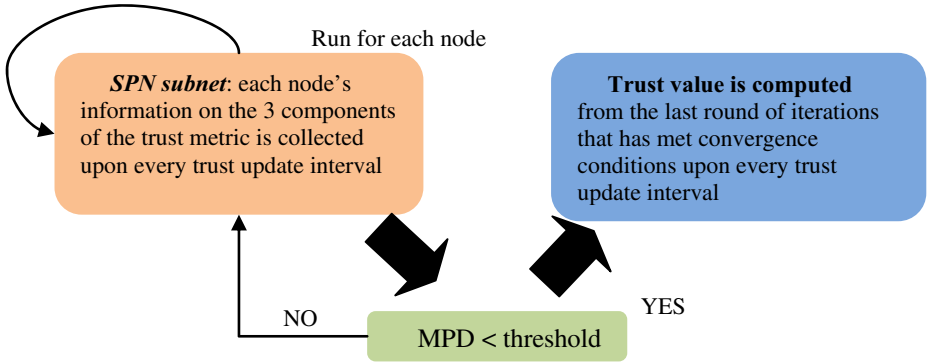 Run for each node
SPN subnet: each node's
information on the 3 components
of the trust metric is collected
upon every trust update interval
Trust value is computed
from the last round of iterations
that has met convergence
conditions upon every trust
update interval
NO
YES
MPD < threshold